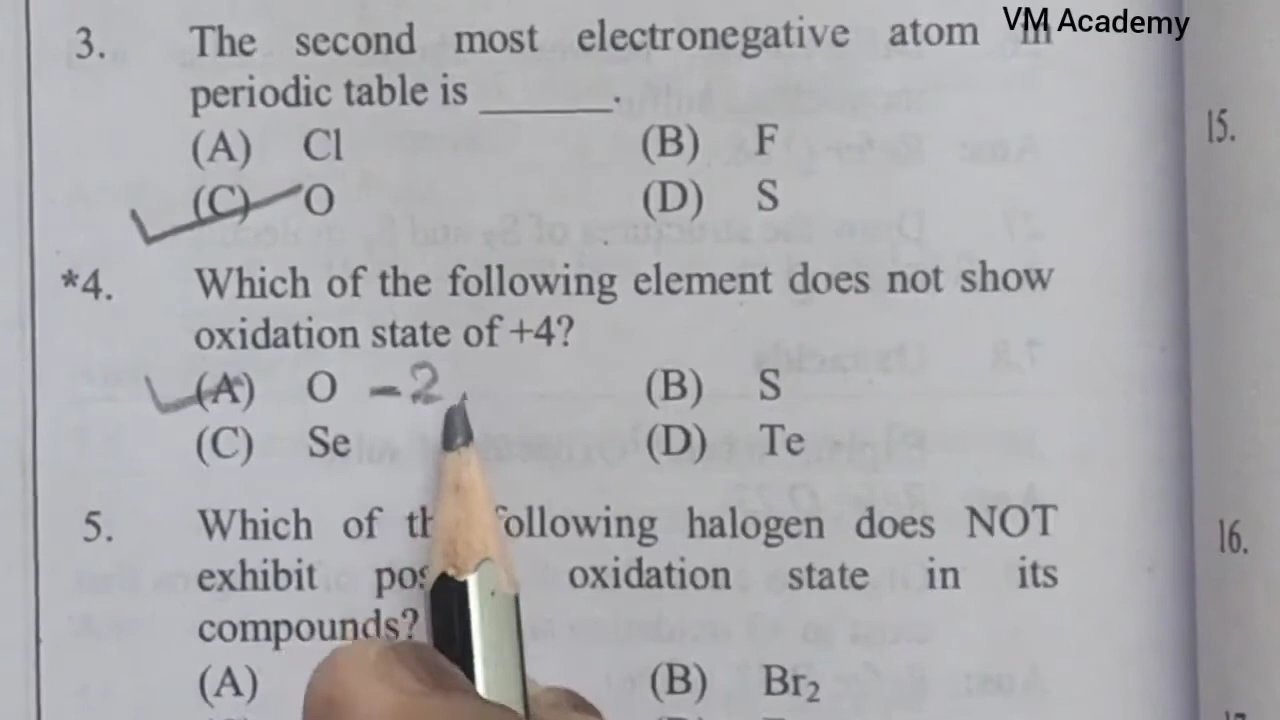 VM Academy
3. The second most electronegative atom in
periodic table is ______.
(A) Cl (B) F
(C) O (D) S
*4. Which of the following element does not show
oxidation state of +4?
(A) O -2 (B) S
(C) Se (D) Te
5. Which of following halogen does NOT
exhibit oxidation state in its
compounds?
(A) (B) Br₂
15.
16.